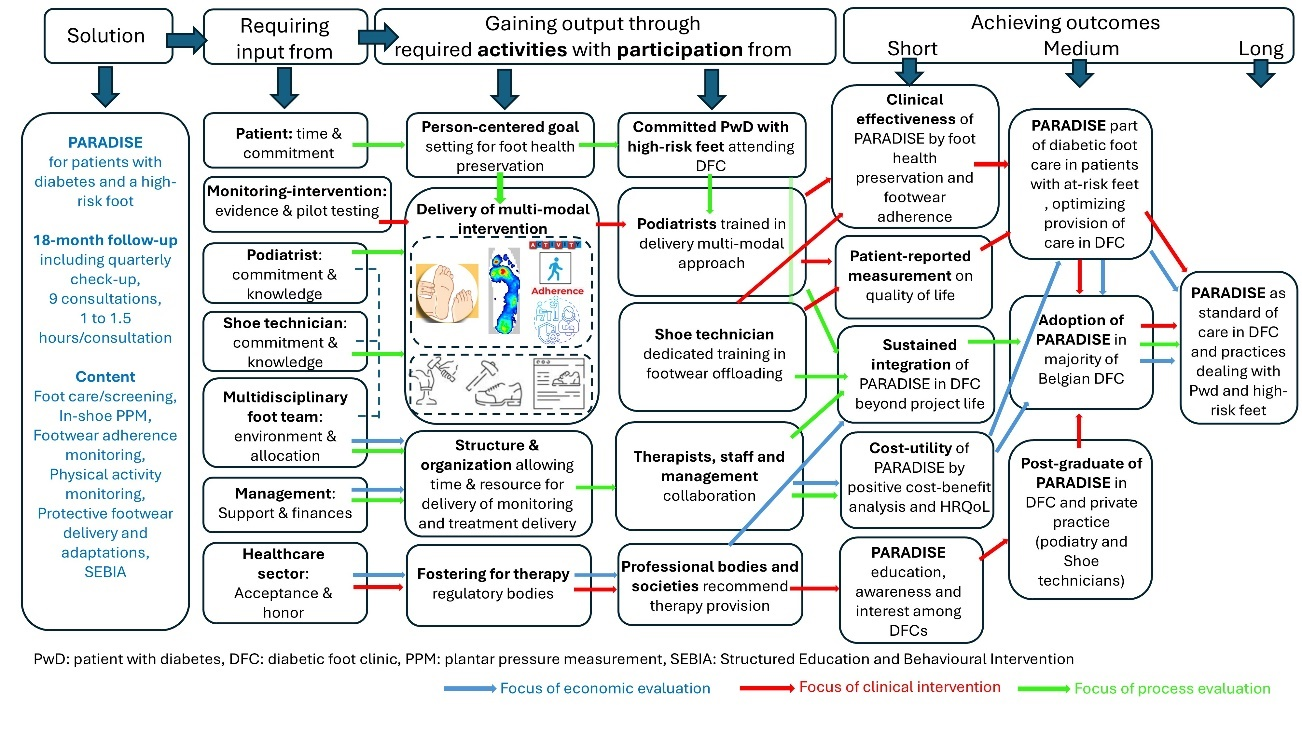 Solution
Requiring
input from
Gaining output through
required activities with participation from
Achieving outcomes
Short
Medium
Long
PARADISE
for patients with
diabetes and a high-
risk foot
18-month follow-up
including quarterly
check-up,
9 consultations,
1 to 1.5
hours/consultation
Content
Foot care/screening,
In-shoe PPM,
Footwear adherence
monitoring,
Physical activity
monitoring,
Protective footwear
delivery and
adaptations,
SEBIA
Patient: time &
commitment
Monitoring-intervention:
evidence & pilot testing
Podiatrist:
commitment &
knowledge
Shoe technician:
commitment &
knowledge
Multidisciplinary
foot team:
environment &
allocation
Management:
Support & finances
Healthcare
sector:
Acceptance &
honor
Person-centered goal
setting for foot health
preservation
Delivery of multi-modal
intervention
ACTIVITY
Adherence
Structure &
organization allowing
time & resource for
delivery of monitoring
and treatment delivery
Fostering for therapy
regulatory bodies
Committed PwD with
high-risk feet attending
DFC
Podiatrists trained in
delivery multi-modal
approach
Shoe technician
dedicated training in
footwear offloading
Therapists, staff and
management
collaboration
Professional bodies and
societies recommend
therapy provision
Clinical
effectiveness of
PARADISE by foot
health
preservation and
footwear
adherence
Patient-reported
measurement on
quality of life
Sustained
integration of
PARADISE in DFC
beyond project life
Cost-utility of
PARADISE by
positive cost-benefit
analysis and HRQoL
PARADISE
education,
awareness and
interest among
DFCs
PARADISE part
of diabetic foot
care in patients
with at-risk feet
, optimizing
provision of
care in DFC
Adoption of
PARADISE in
majority of
Belgian DFC
Post-graduate of
PARADISE in
DFC and private
practice
(podiatry and
Shoe
technicians)
PARADISE as
standard of
care in DFC
and practices
dealing with
Pwd and high-
risk feet
PwD: patient with diabetes, DFC: diabetic foot clinic, PPM: plantar pressure measurement, SEBIA: Structured Education and Behavioural Intervention
Focus of economic evaluation
Focus of clinical intervention
Focus of process evaluation